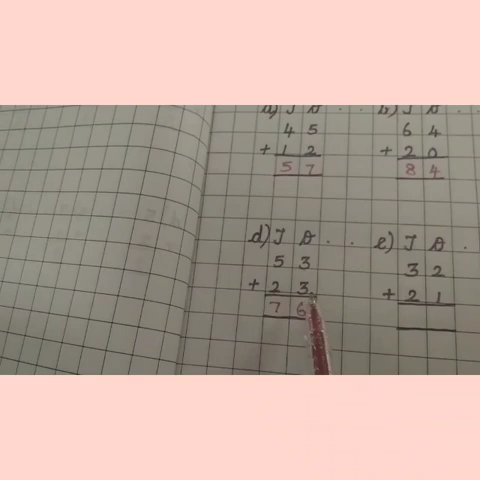 a) T O . . b) T O .
4 5 6 4
+ 1 2 + 2 0
5 7 8 4
d) T O . . e) T O .
5 3 3 2
+ 2 3 + 2 1
7 6